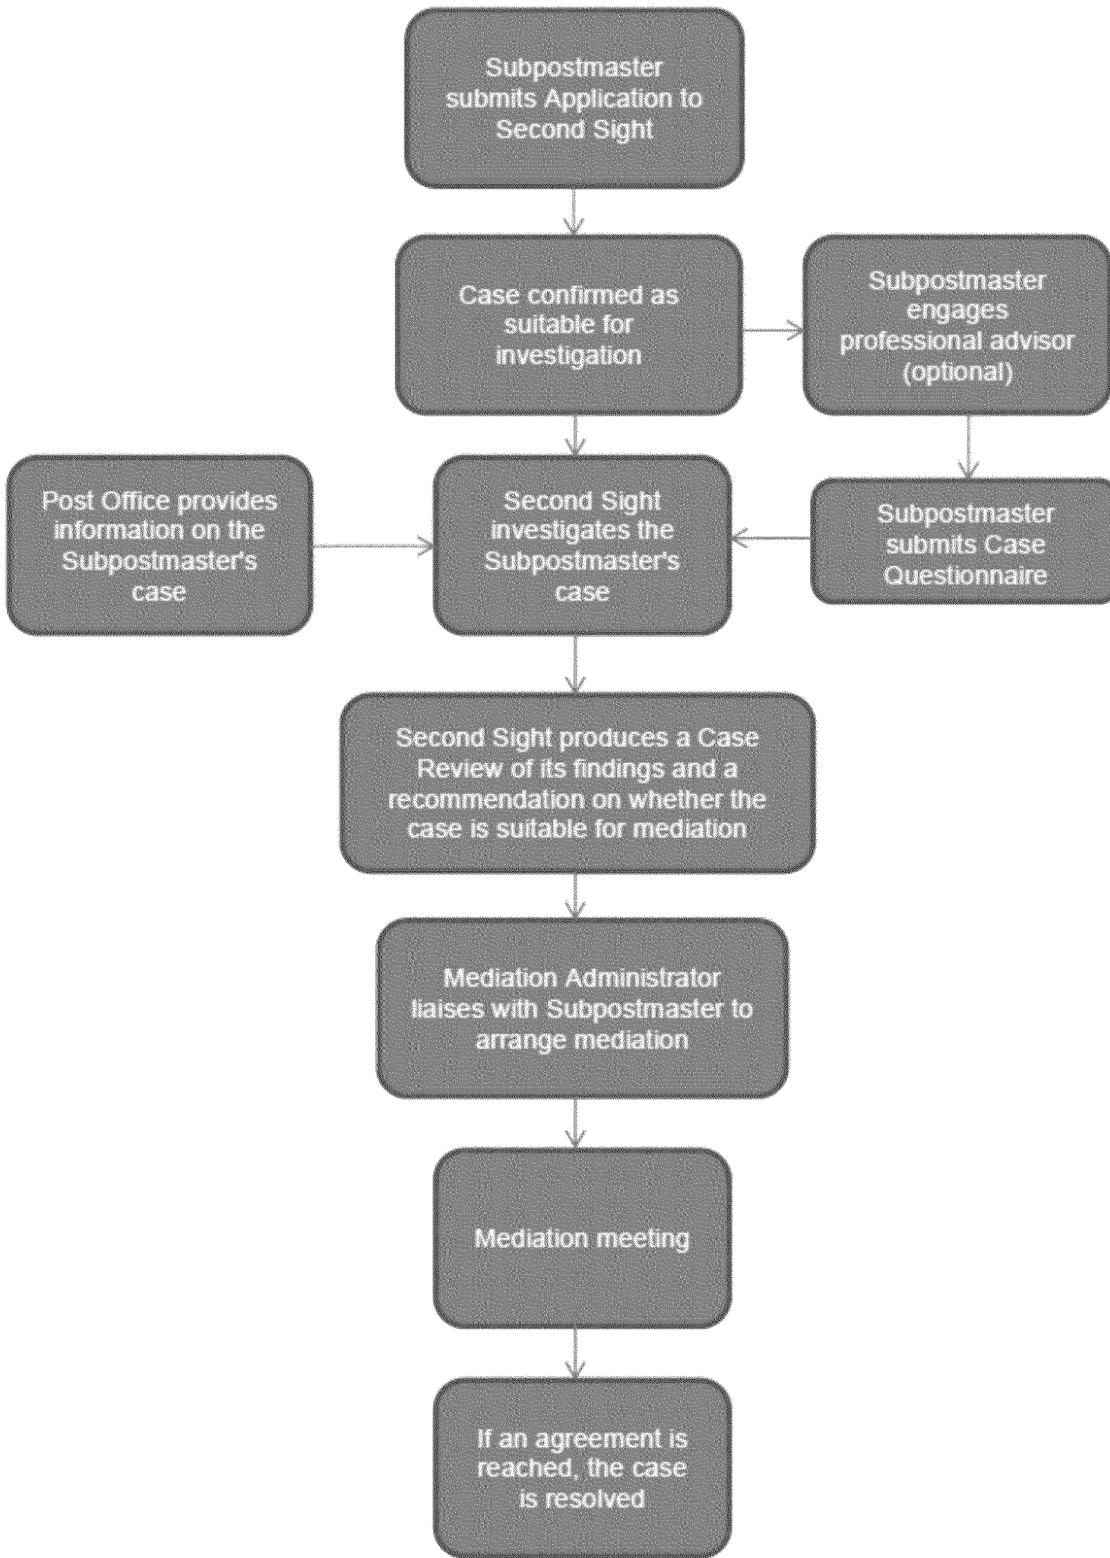 Subpostmaster
submits Application to
Second Sight
Case confirmed as
suitable for
investigation
Subpostmaster
engages
professional advisor
(optional)
Post Office provides
information on the
Subpostmaster's
case
Second Sight
investigates the
Subpostmaster's
case
Subpostmaster
submits Case
Questionnaire
Second Sight produces a Case
Review of its findings and a
recommendation on whether the
case is suitable for mediation
Mediation Administrator
liaises with Subpostmaster to
arrange mediation
Mediation meeting
If an agreement is
reached, the case
is resolved